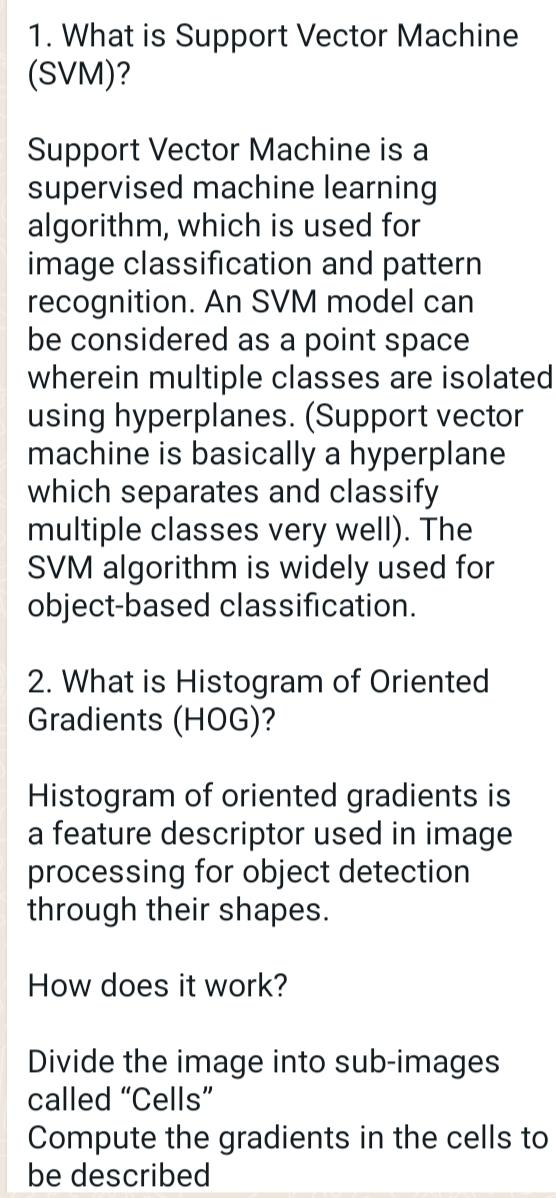 1. What is Support Vector Machine
(SVM)?
Support Vector Machine is a
supervised machine learning
algorithm, which is used for
image classification and pattern
recognition. An SVM model can
be considered as a point space
wherein multiple classes are isolated
using hyperplanes. (Support vector
machine is basically a hyperplane
which separates and classify
multiple classes very well). The
SVM algorithm is widely used for
object-based classification.
2. What is Histogram of Oriented
Gradients (HOG)?
Histogram of oriented gradients is
a feature descriptor used in image
processing for object detection
through their shapes.
How does it work?
Divide the image into sub-images
called “Cells”
Compute the gradients in the cells to
be described